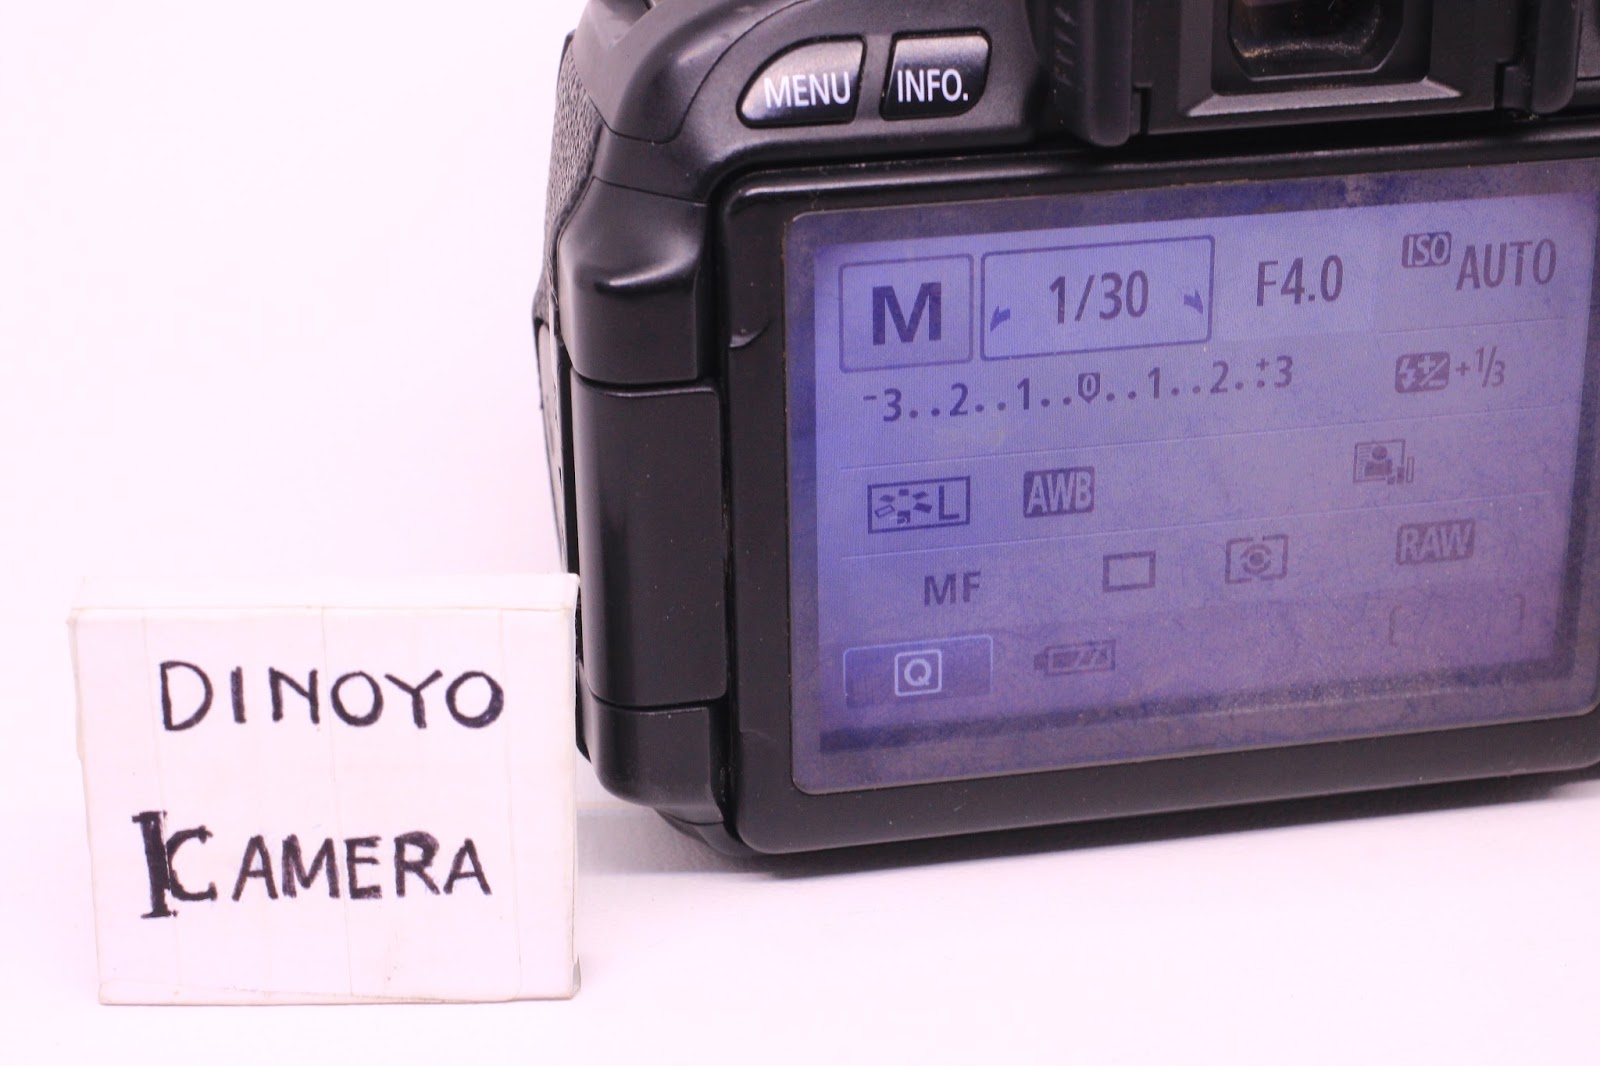 MENU INFO.
M 1/30 F4.0 ISO AUTO
-3..2..1..0..1..2.:+3 +1/3
L AWB
MF RAW
Q
DINOYO
KAMERA